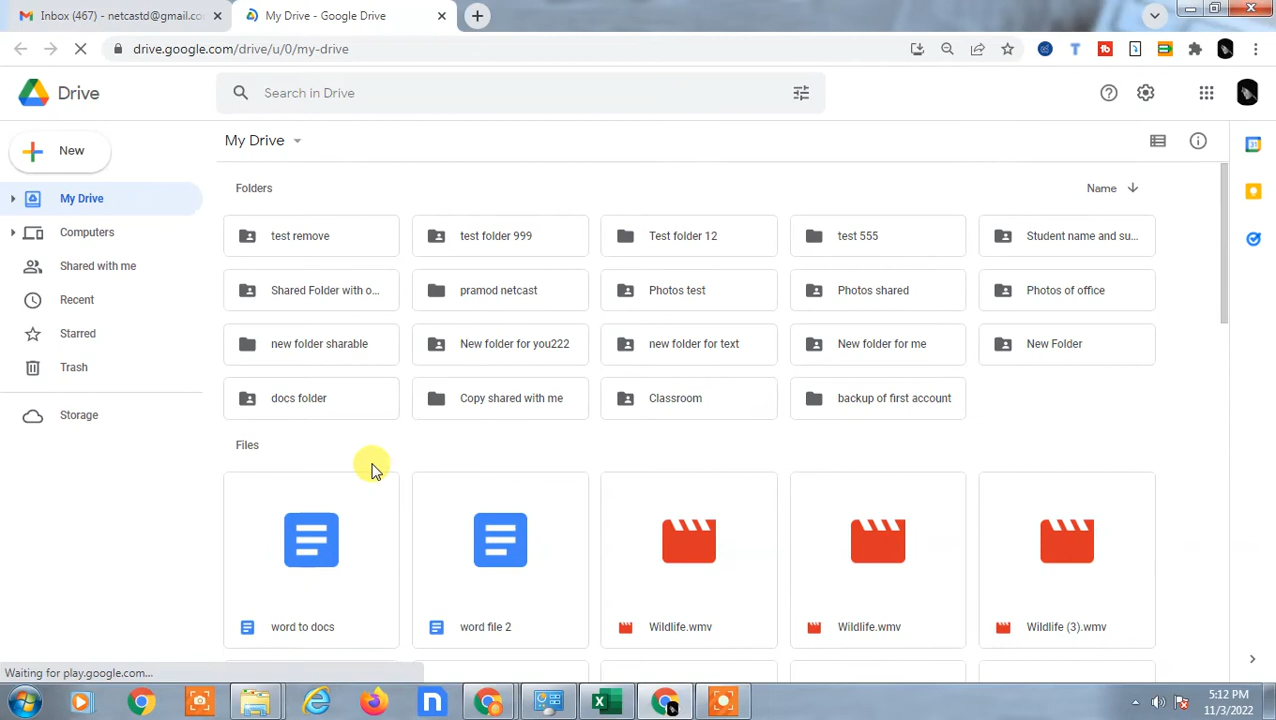 Inbox (467) - netcastd@gmail.co
My Drive - Google Drive
drive.google.com/drive/u/0/my-drive
Drive
Search in Drive
New
My Drive
Name
Folders
My Drive
Computers
Shared with me
Recent
Starred
Trash
Storage
test remove
test folder 999
Test folder 12
test 555
Student name and su...
Shared Folder with o...
pramod netcast
Photos test
Photos shared
Photos of office
new folder sharable
New folder for you222
new folder for text
New folder for me
New Folder
docs folder
Copy shared with me
Classroom
backup of first account
Files
word to docs
word file 2
Wildlife.wmv
Wildlife.wmv
Wildlife (3).wmv
Waiting for play.google.com...
5:12 PM
11/3/2022